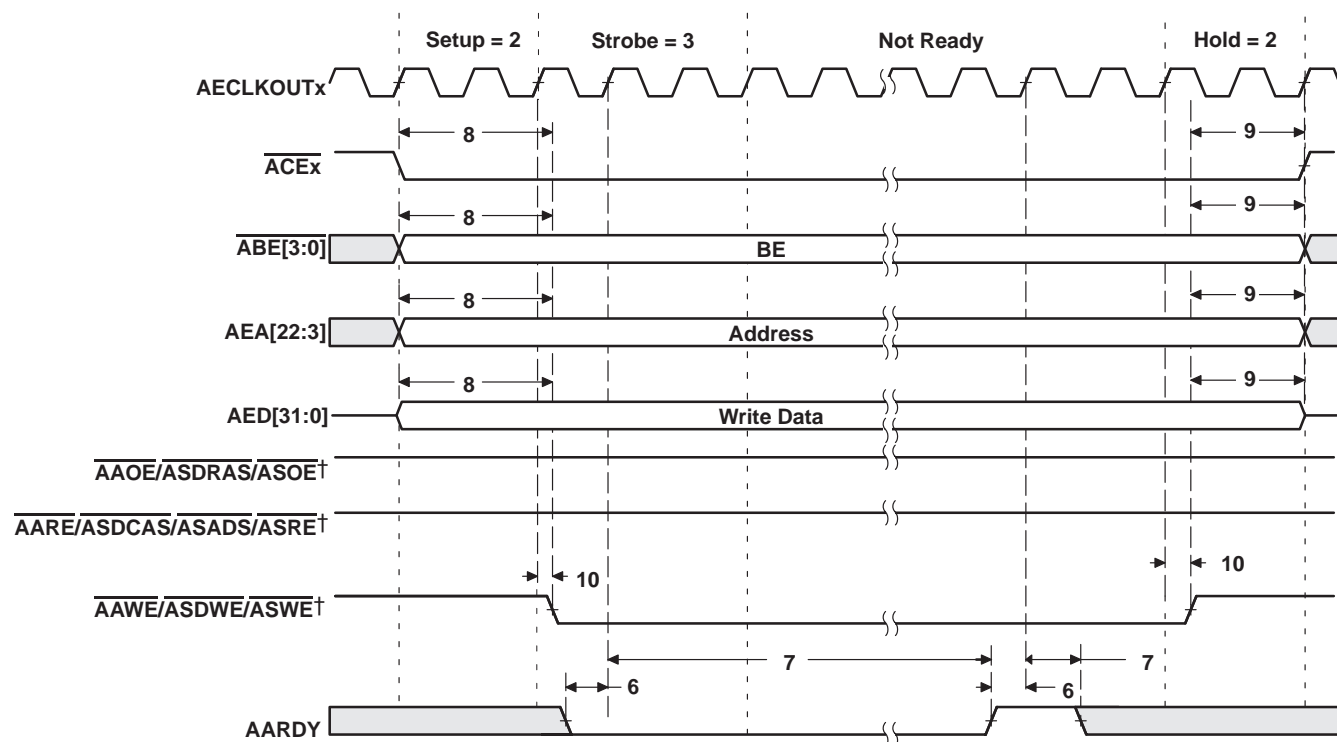 Setup = 2 Strobe = 3 Not Ready Hold = 2
AECLKOUTx
8 9
ACEx
8 9
ABE[3:0] BE
8 9
AEA[22:3] Address
8 9
AED[31:0] Write Data
AAOE/ASDRAS/ASOE†
AARE/ASDCAS/ASADS/ASRE†
10 10
AAWE/ASDWE/ASWE†
7 7
6 6
AARDY